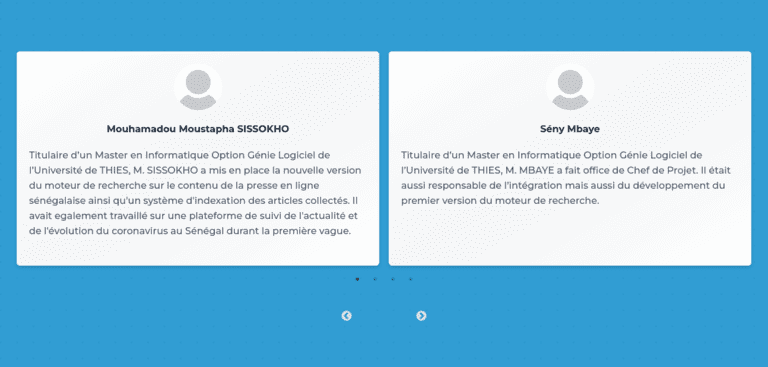 Mouhamadou Moustapha SISSOKHO
Titulaire d'un Master en Informatique Option Génie Logiciel de
l'Université de THIES, M. SISSOKHO a mis en place la nouvelle version
du moteur de recherche sur le contenu de la presse en ligne
sénégalaise ainsi qu'un système d'indexation des articles collectés. Il
avait egalement travaillé sur une plateforme de suivi de l'actualité et
de l'évolution du coronavirus au Sénégal durant la première vague.
Sény Mbaye
Titulaire d'un Master en Informatique Option Génie Logiciel de
l'Université de THIES, M. MBAYE a fait office de Chef de Projet. Il était
aussi responsable de l'intégration mais aussi du développement du
premier version du moteur de recherche.